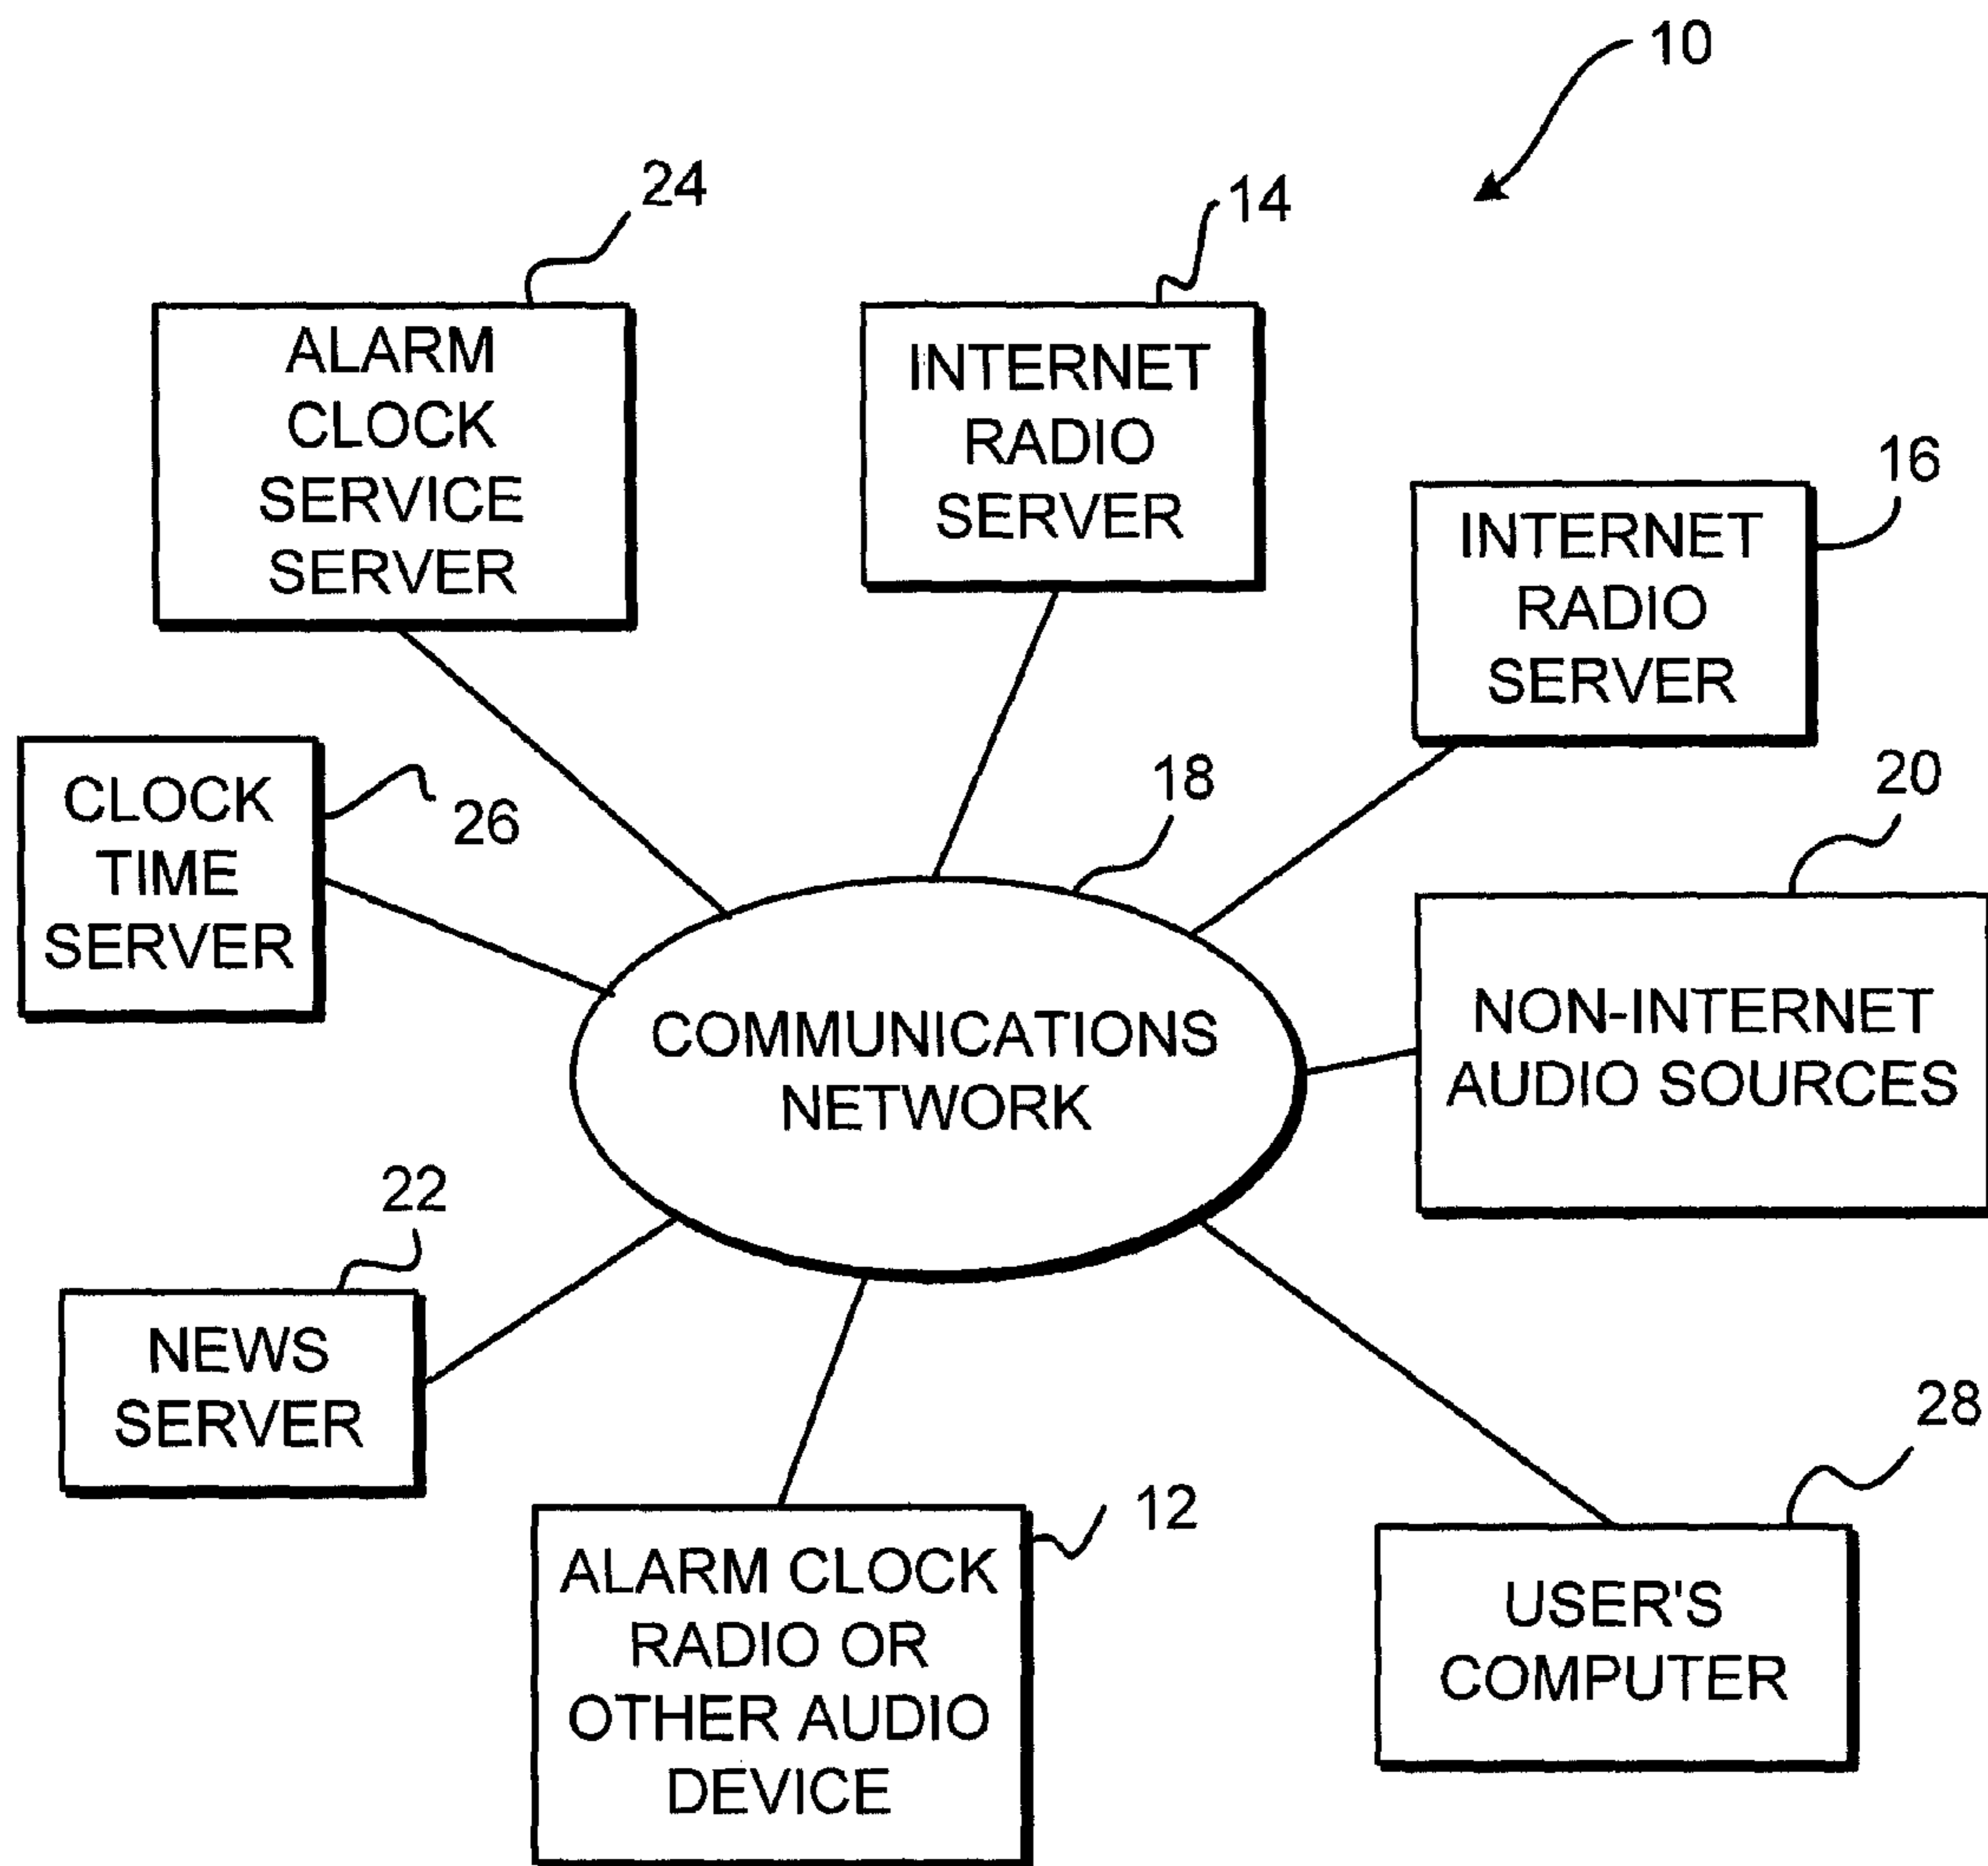 10
24
14
ALARM
CLOCK
SERVICE
SERVER
INTERNET
RADIO
SERVER
16
INTERNET
RADIO
SERVER
CLOCK
TIME
SERVER
26
18
20
COMMUNICATIONS
NETWORK
NON-INTERNET
AUDIO SOURCES
22
NEWS
SERVER
12
ALARM CLOCK
RADIO OR
OTHER AUDIO
DEVICE
28
USER'S
COMPUTER